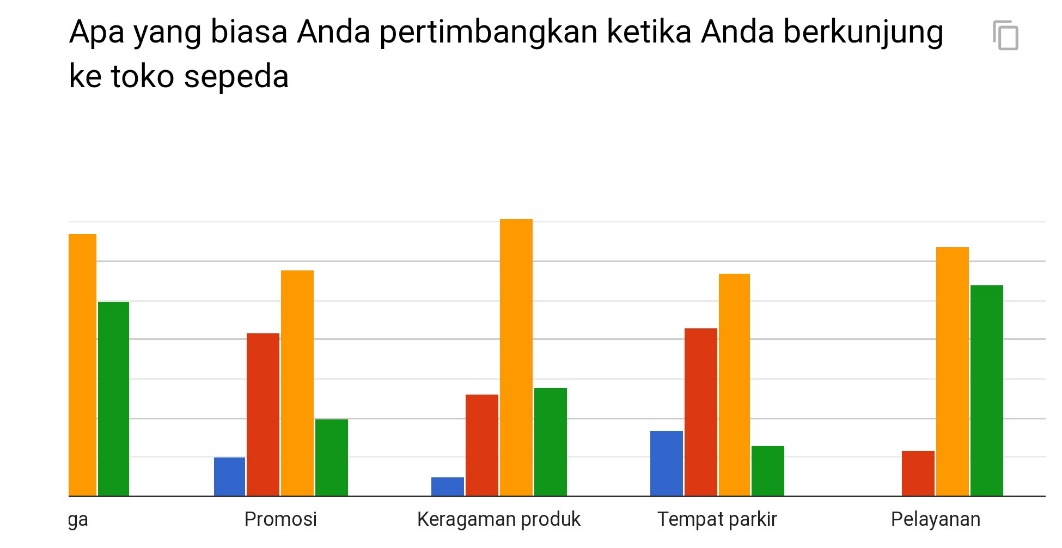 Apa yang biasa Anda pertimbangkan ketika Anda berkunjung
ke toko sepeda
ga
Promosi
Keragaman produk
Tempat parkir
Pelayanan